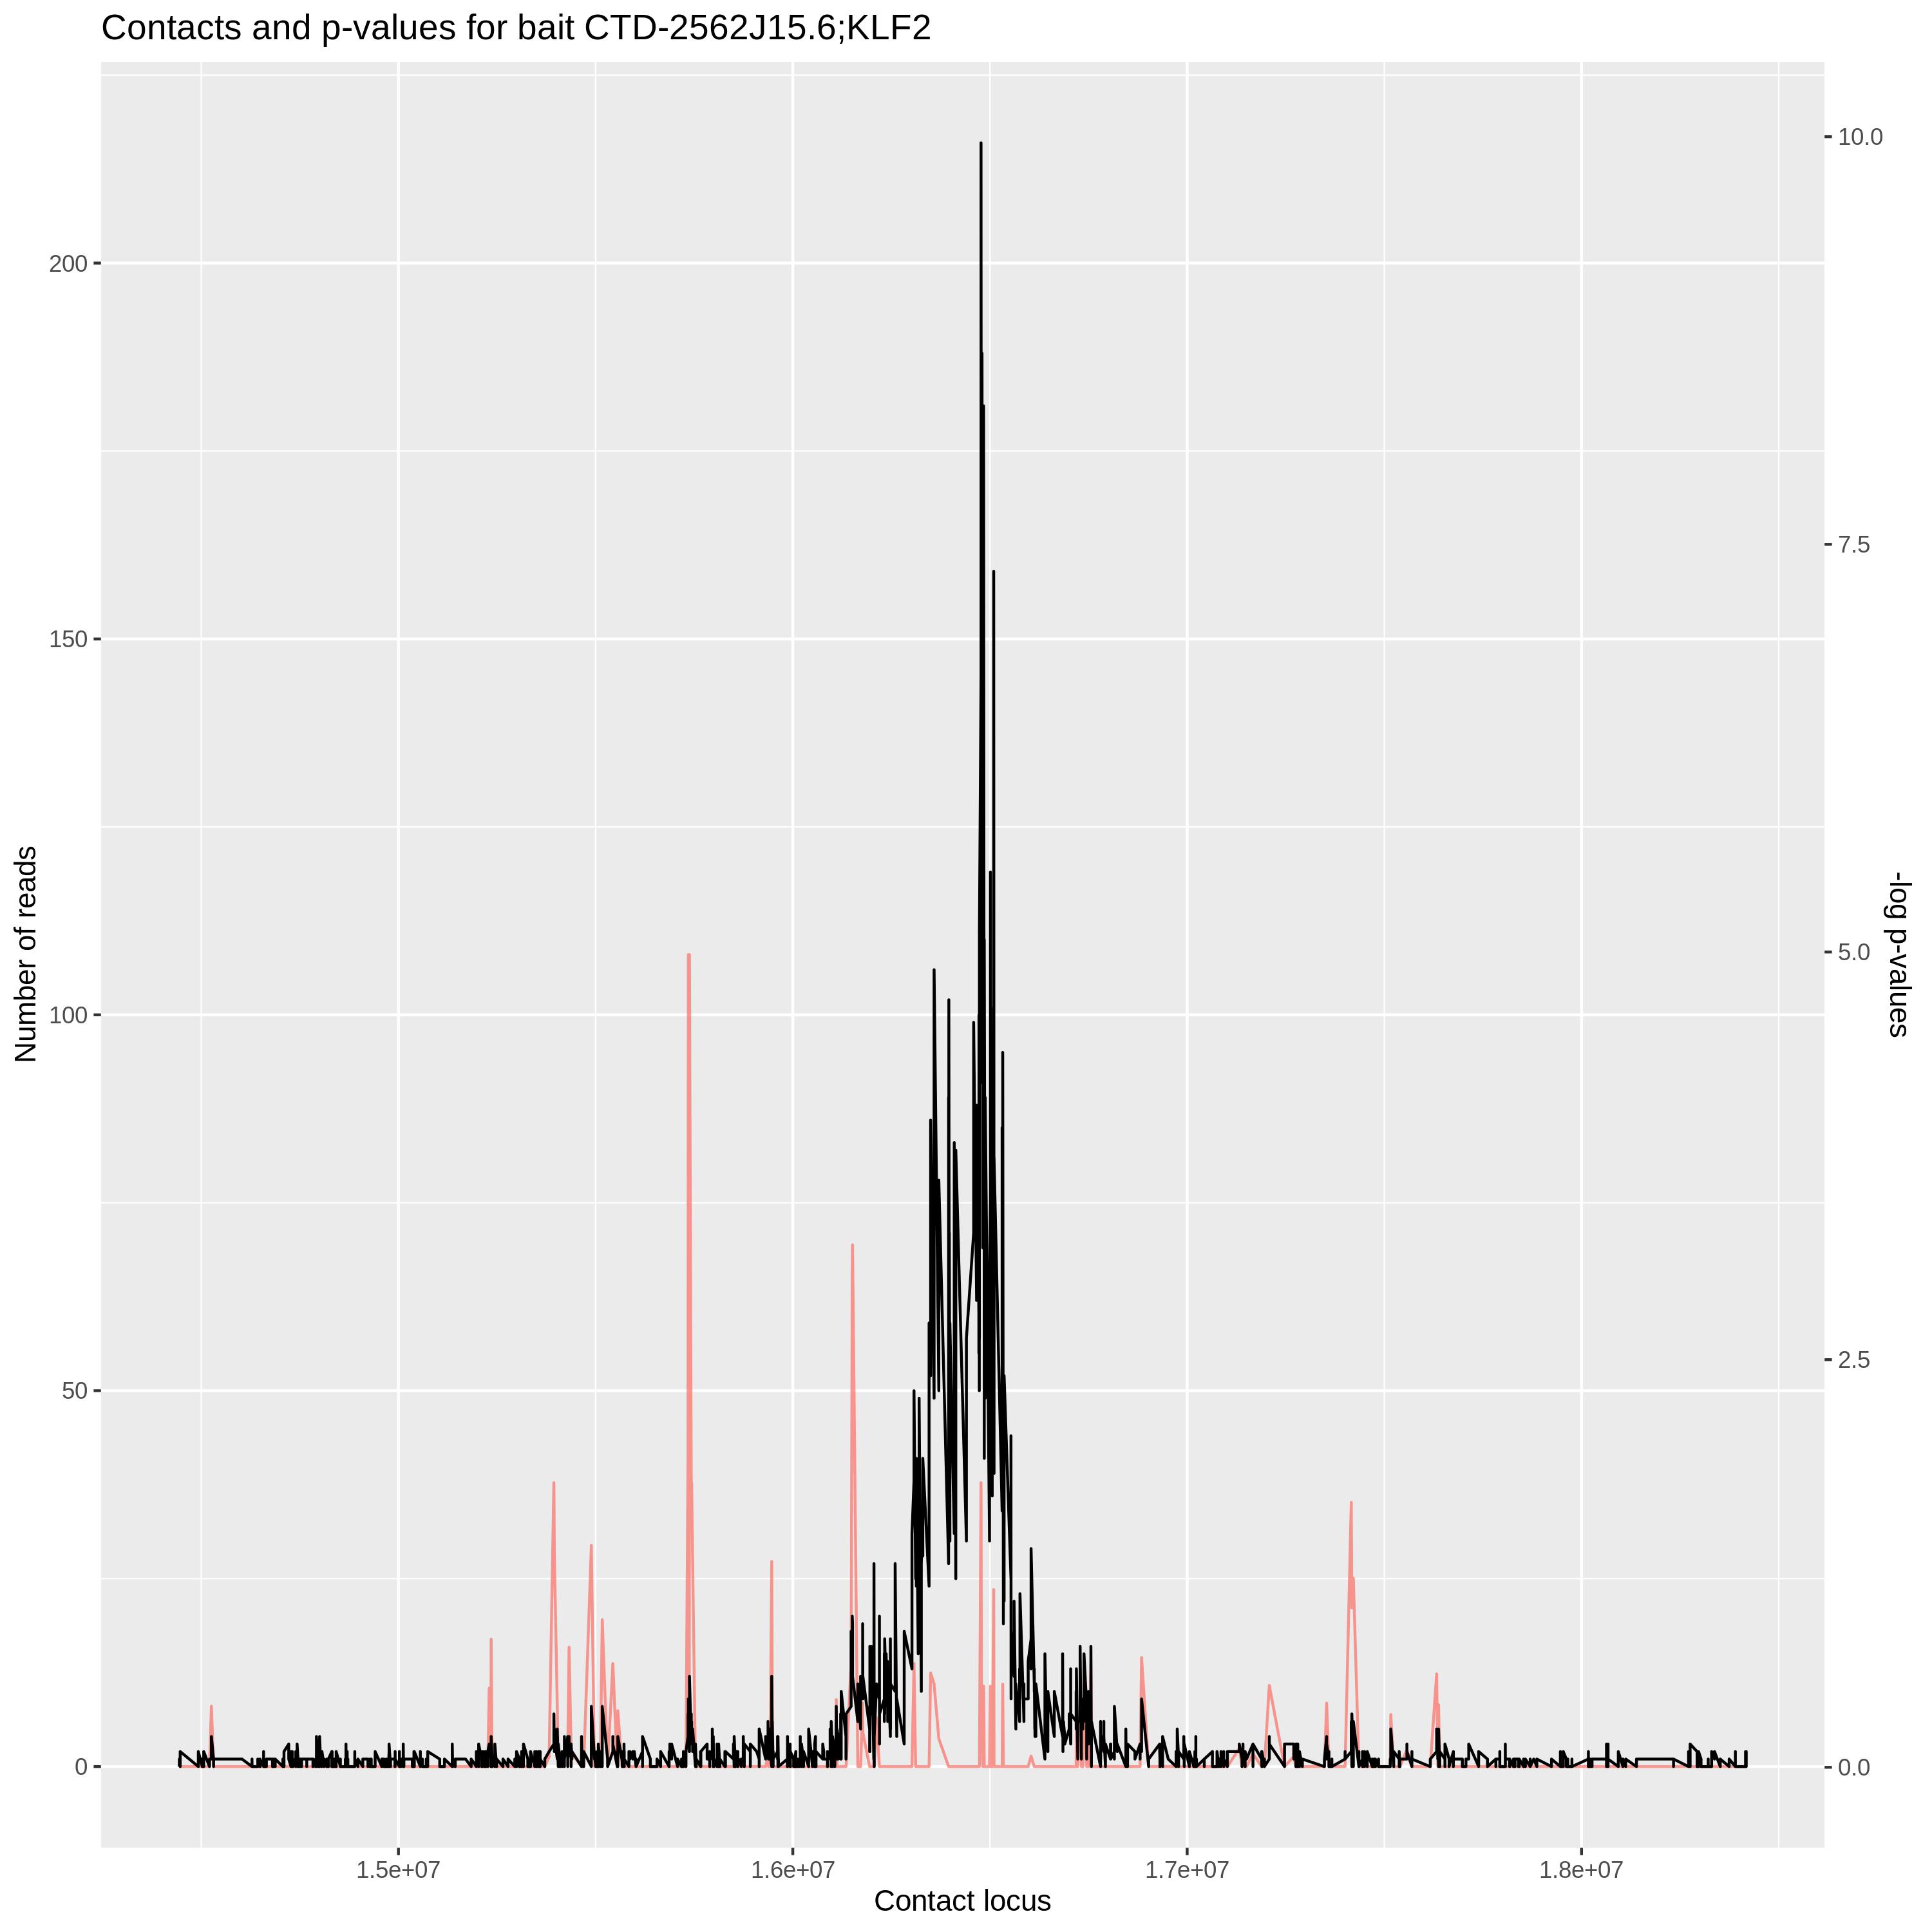 Contacts and p-values for bait CTD-2562J15.6;KLF2
Number of reads
200
150
100
50
0
10.0
7.5
5.0
2.5
0.0
-log p-values
1.5e+07
1.6e+07
1.7e+07
1.8e+07
Contact locus